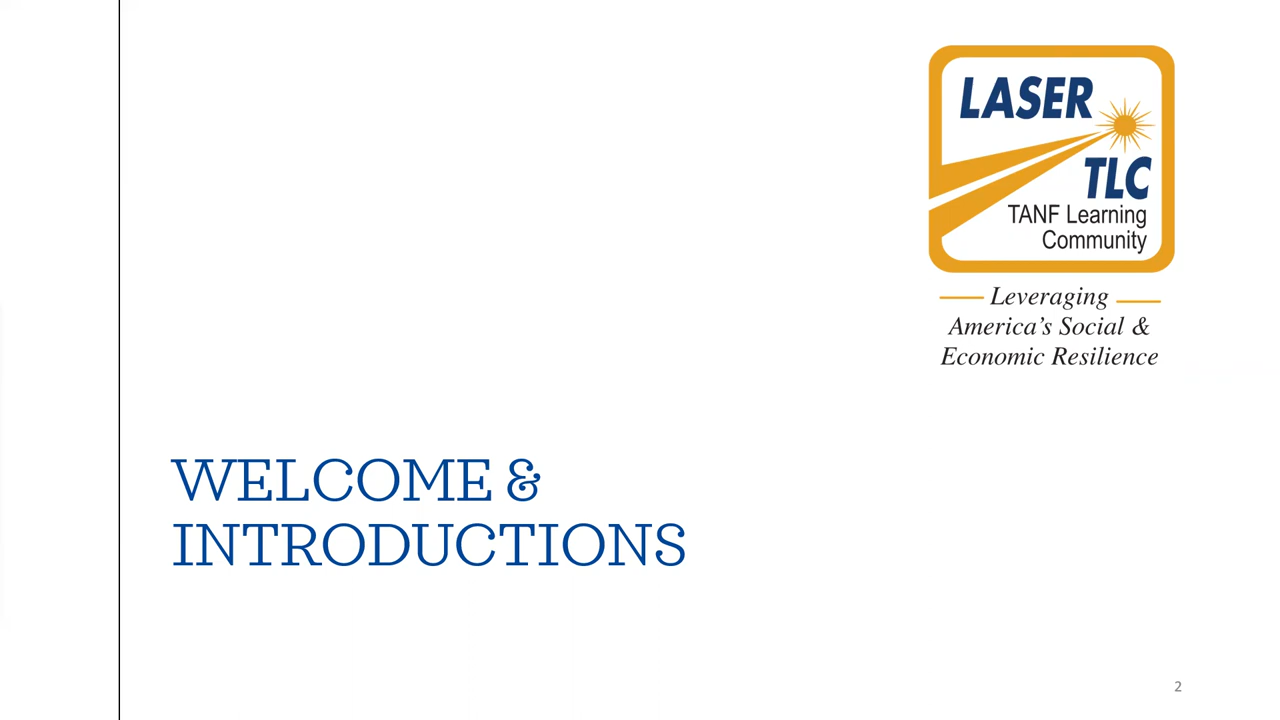 LASER
TLC
TANF Learning
Community
Leveraging
America's Social &
Economic Resilience
WELCOME &
INTRODUCTIONS
2